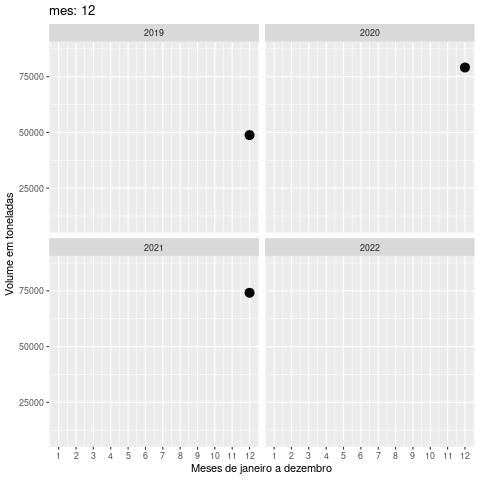 mes: 12
2019
2020
75000
50000
25000
Volume em toneladas
2021
2022
75000
50000
25000
1 2 3 4 5 6 7 8 9 10 11 12
1 2 3 4 5 6 7 8 9 10 11 12
Meses de janeiro a dezembro